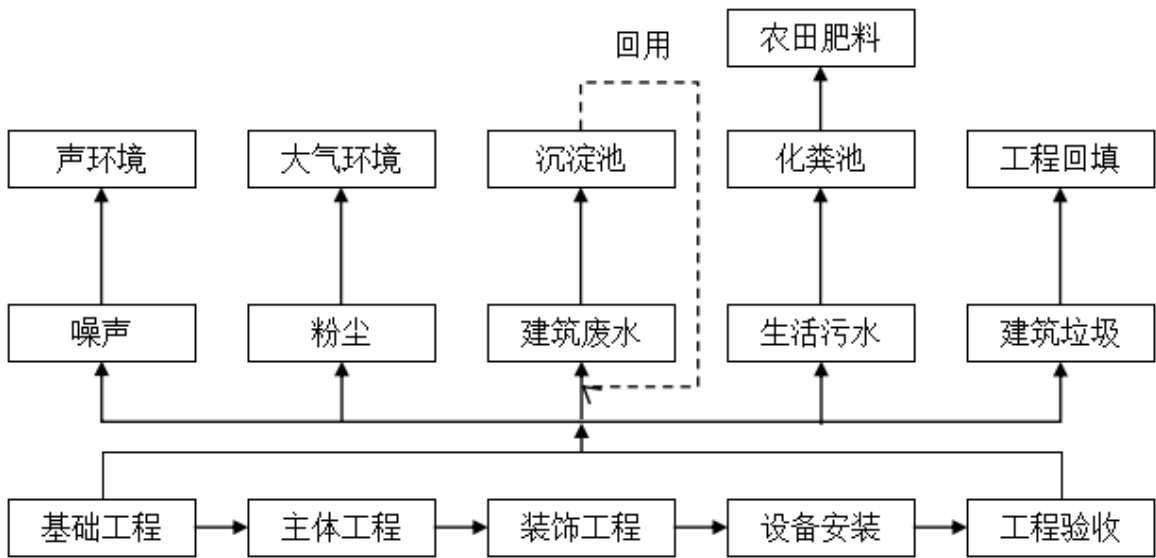 农田肥料
回用
声环境
大气环境
沉淀池
化粪池
工程回填
噪声
粉尘
建筑废水
生活污水
建筑垃圾
基础工程
主体工程
装饰工程
设备安装
工程验收